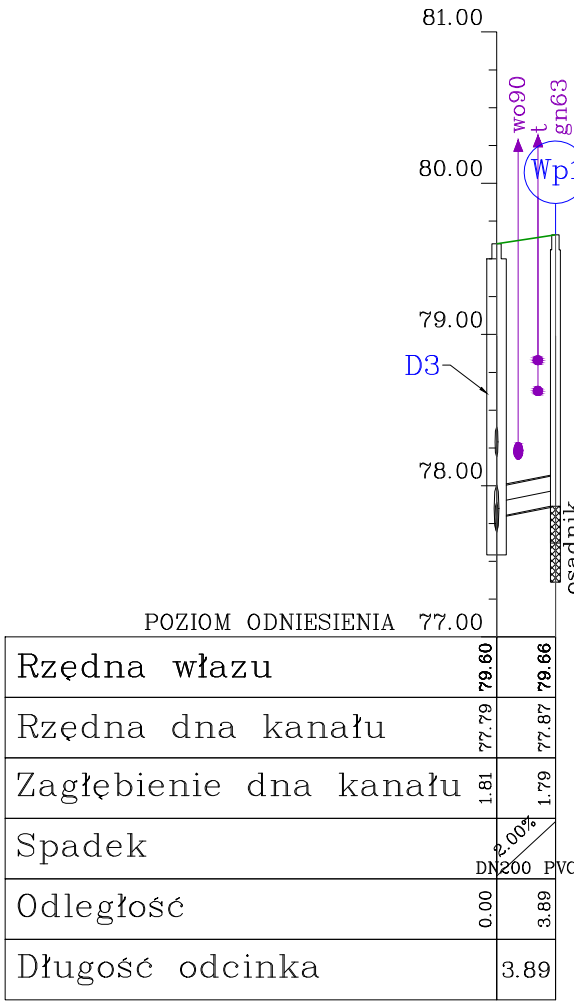 81.00
wo90
t
gn63
80.00
Wp1
79.00
D3
78.00
osadnik
POZIOM ODNIESIENIA 77.00
Rzędna włazu 79.60 79.66
Rzędna dna kanału 77.79 77.87
Zagłębienie dna kanału 1.81 1.79
Spadek 2.00%
DN200 PVC
Odległość 0.00 3.89
Długość odcinka 3.89